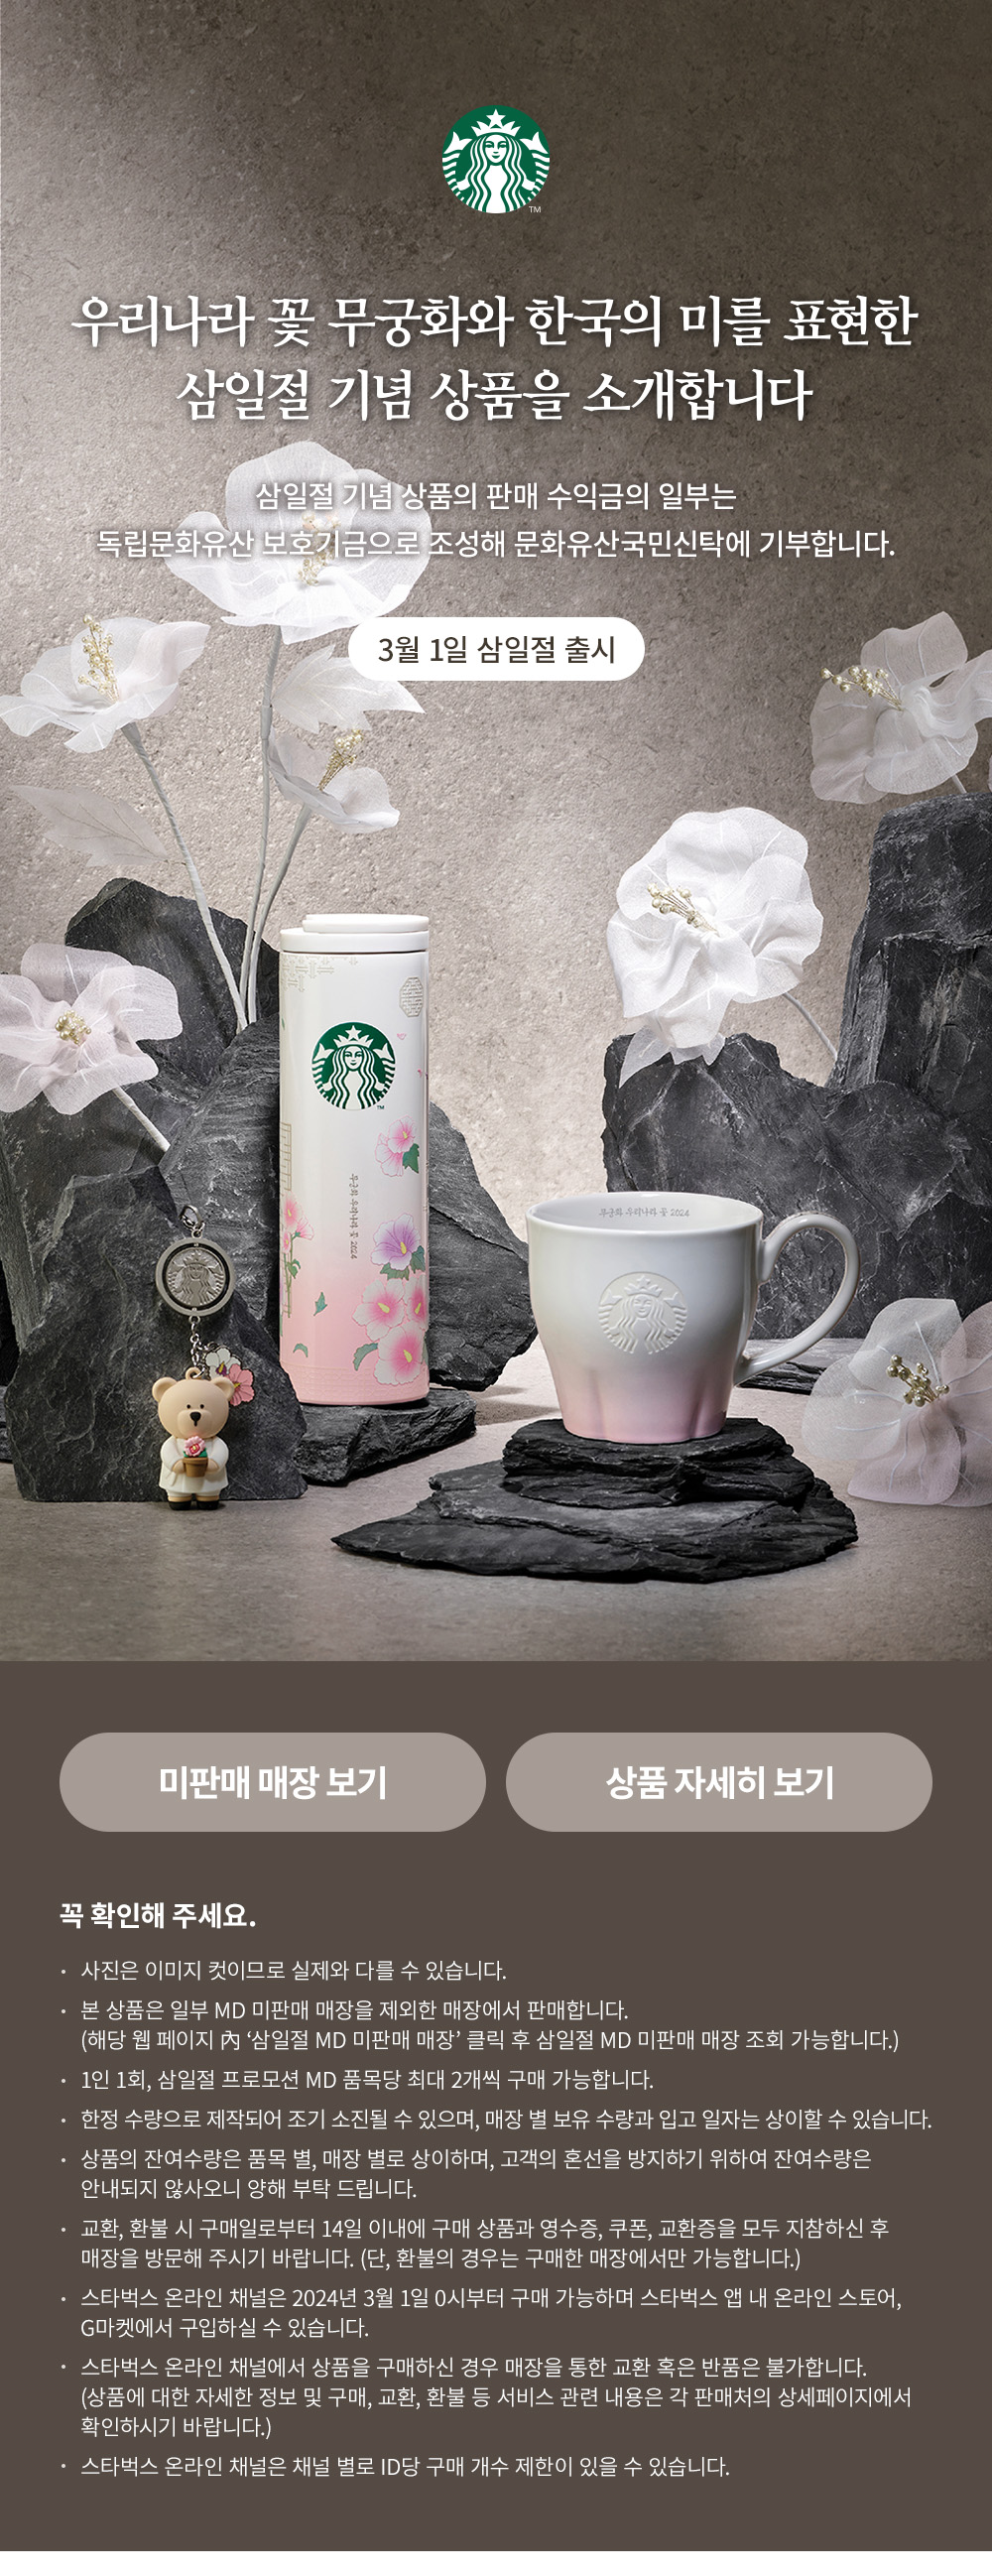 TM
우리나라 꽃 무궁화와 한국의 미를 표현한
삼일절 기념 상품을 소개합니다
삼일절 기념 상품의 판매 수익금의 일부는
독립문화유산 보호기금으로 조성해 문화유산국민신탁에 기부합니다.
3월 1일 삼일절 출시
TM
무궁화 우리나라 꽃 2024
무궁화 우리나라 꽃 2024
미판매 매장 보기
상품 자세히 보기
꼭 확인해 주세요.
• 사진은 이미지 컷이므로 실제와 다를 수 있습니다.
• 본 상품은 일부 MD 미판매 매장을 제외한 매장에서 판매합니다.
(해당 웹 페이지 內 ‘삼일절 MD 미판매 매장’ 클릭 후 삼일절 MD 미판매 매장 조회 가능합니다.)
• 1인 1회, 삼일절 프로모션 MD 품목당 최대 2개씩 구매 가능합니다.
• 한정 수량으로 제작되어 조기 소진될 수 있으며, 매장 별 보유 수량과 입고 일자는 상이할 수 있습니다.
• 상품의 잔여수량은 품목 별, 매장 별로 상이하며, 고객의 혼선을 방지하기 위하여 잔여수량은
안내되지 않사오니 양해 부탁 드립니다.
• 교환, 환불 시 구매일로부터 14일 이내에 구매 상품과 영수증, 쿠폰, 교환증을 모두 지참하신 후
매장을 방문해 주시기 바랍니다. (단, 환불의 경우는 구매한 매장에서만 가능합니다.)
• 스타벅스 온라인 채널은 2024년 3월 1일 0시부터 구매 가능하며 스타벅스 앱 내 온라인 스토어,
G마켓에서 구입하실 수 있습니다.
• 스타벅스 온라인 채널에서 상품을 구매하신 경우 매장을 통한 교환 혹은 반품은 불가합니다.
(상품에 대한 자세한 정보 및 구매, 교환, 환불 등 서비스 관련 내용은 각 판매처의 상세페이지에서
확인하시기 바랍니다.)
• 스타벅스 온라인 채널은 채널 별로 ID당 구매 개수 제한이 있을 수 있습니다.